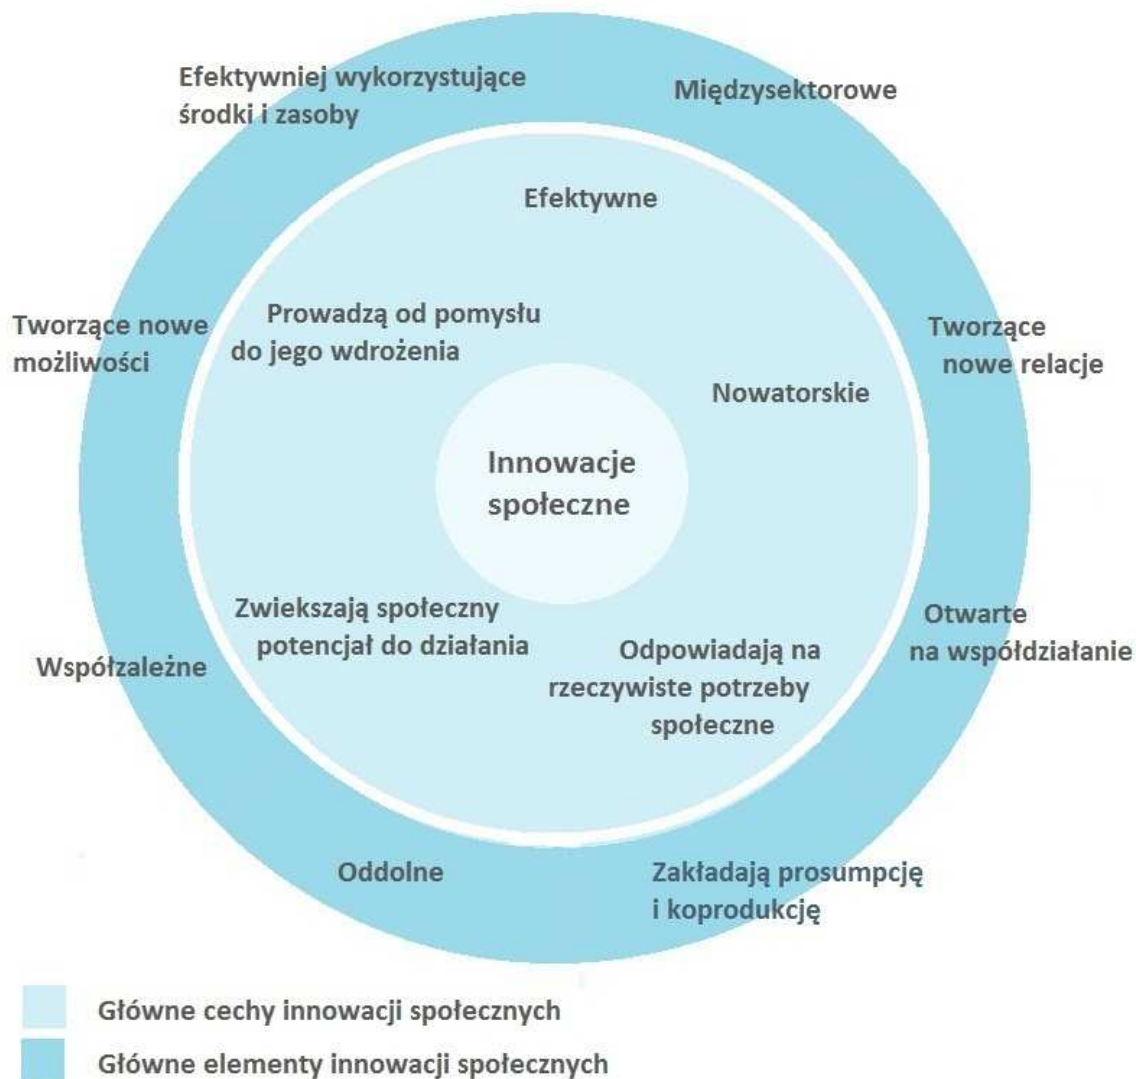 Efektywniej wykorzystujące
środki i zasoby
Międzysektorowe
Efektywne
Prowadzą od pomysłu
do jego wdrożenia
Tworzące nowe
możliwości
Tworzące
nowe relacje
Nowatorskie
Innowacje
społeczne
Zwiekszają społeczny
potencjał do działania
Odpowiadają na
rzeczywiste potrzeby
społeczne
Otwarte
na współdziałanie
Współzależne
Oddolne
Zakładają prosumpcję
i koprodukcję
Główne cechy innowacji społecznych
Główne elementy innowacji społecznych